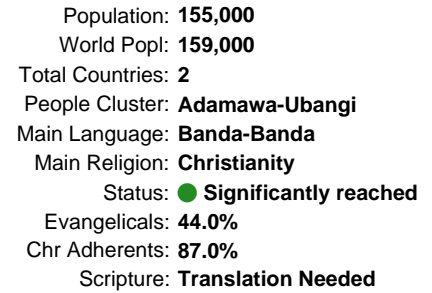 Population: 155,000
World Popl: 159,000
Total Countries: 2
People Cluster: Adamawa-Ubangi
Main Language: Banda-Banda
Main Religion: Christianity
Status: Significantly reached
Evangelicals: 44.0%
Chr Adherents: 87.0%
Scripture: Translation Needed